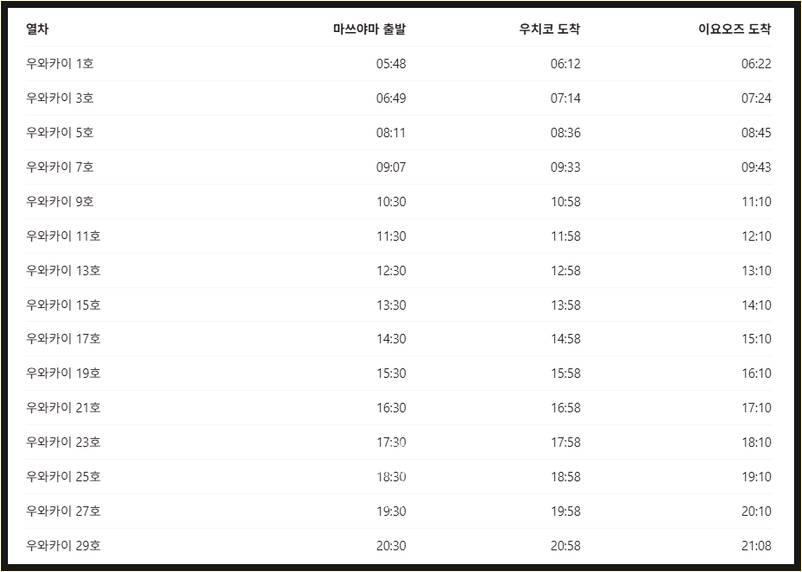 열차 마쓰야마 출발 우치코 도착 이요오즈 도착
우와카이 1호 05:48 06:12 06:22
우와카이 3호 06:49 07:14 07:24
우와카이 5호 08:11 08:36 08:45
우와카이 7호 09:07 09:33 09:43
우와카이 9호 10:30 10:58 11:10
우와카이 11호 11:30 11:58 12:10
우와카이 13호 12:30 12:58 13:10
우와카이 15호 13:30 13:58 14:10
우와카이 17호 14:30 14:58 15:10
우와카이 19호 15:30 15:58 16:10
우와카이 21호 16:30 16:58 17:10
우와카이 23호 17:30 17:58 18:10
우와카이 25호 18:30 18:58 19:10
우와카이 27호 19:30 19:58 20:10
우와카이 29호 20:30 20:58 21:08